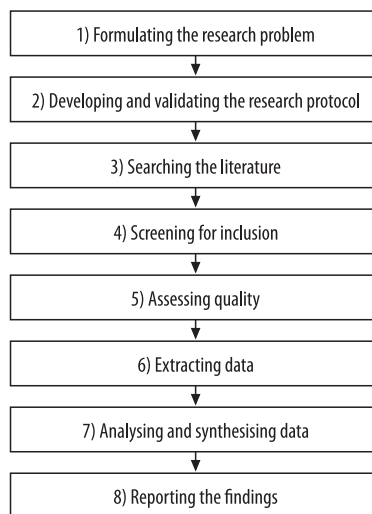 1) Formulating the research problem
2) Developing and validating the research protocol
3) Searching the literature
4) Screening for inclusion
5) Assessing quality
6) Extracting data
7) Analysing and synthesising data
8) Reporting the findings